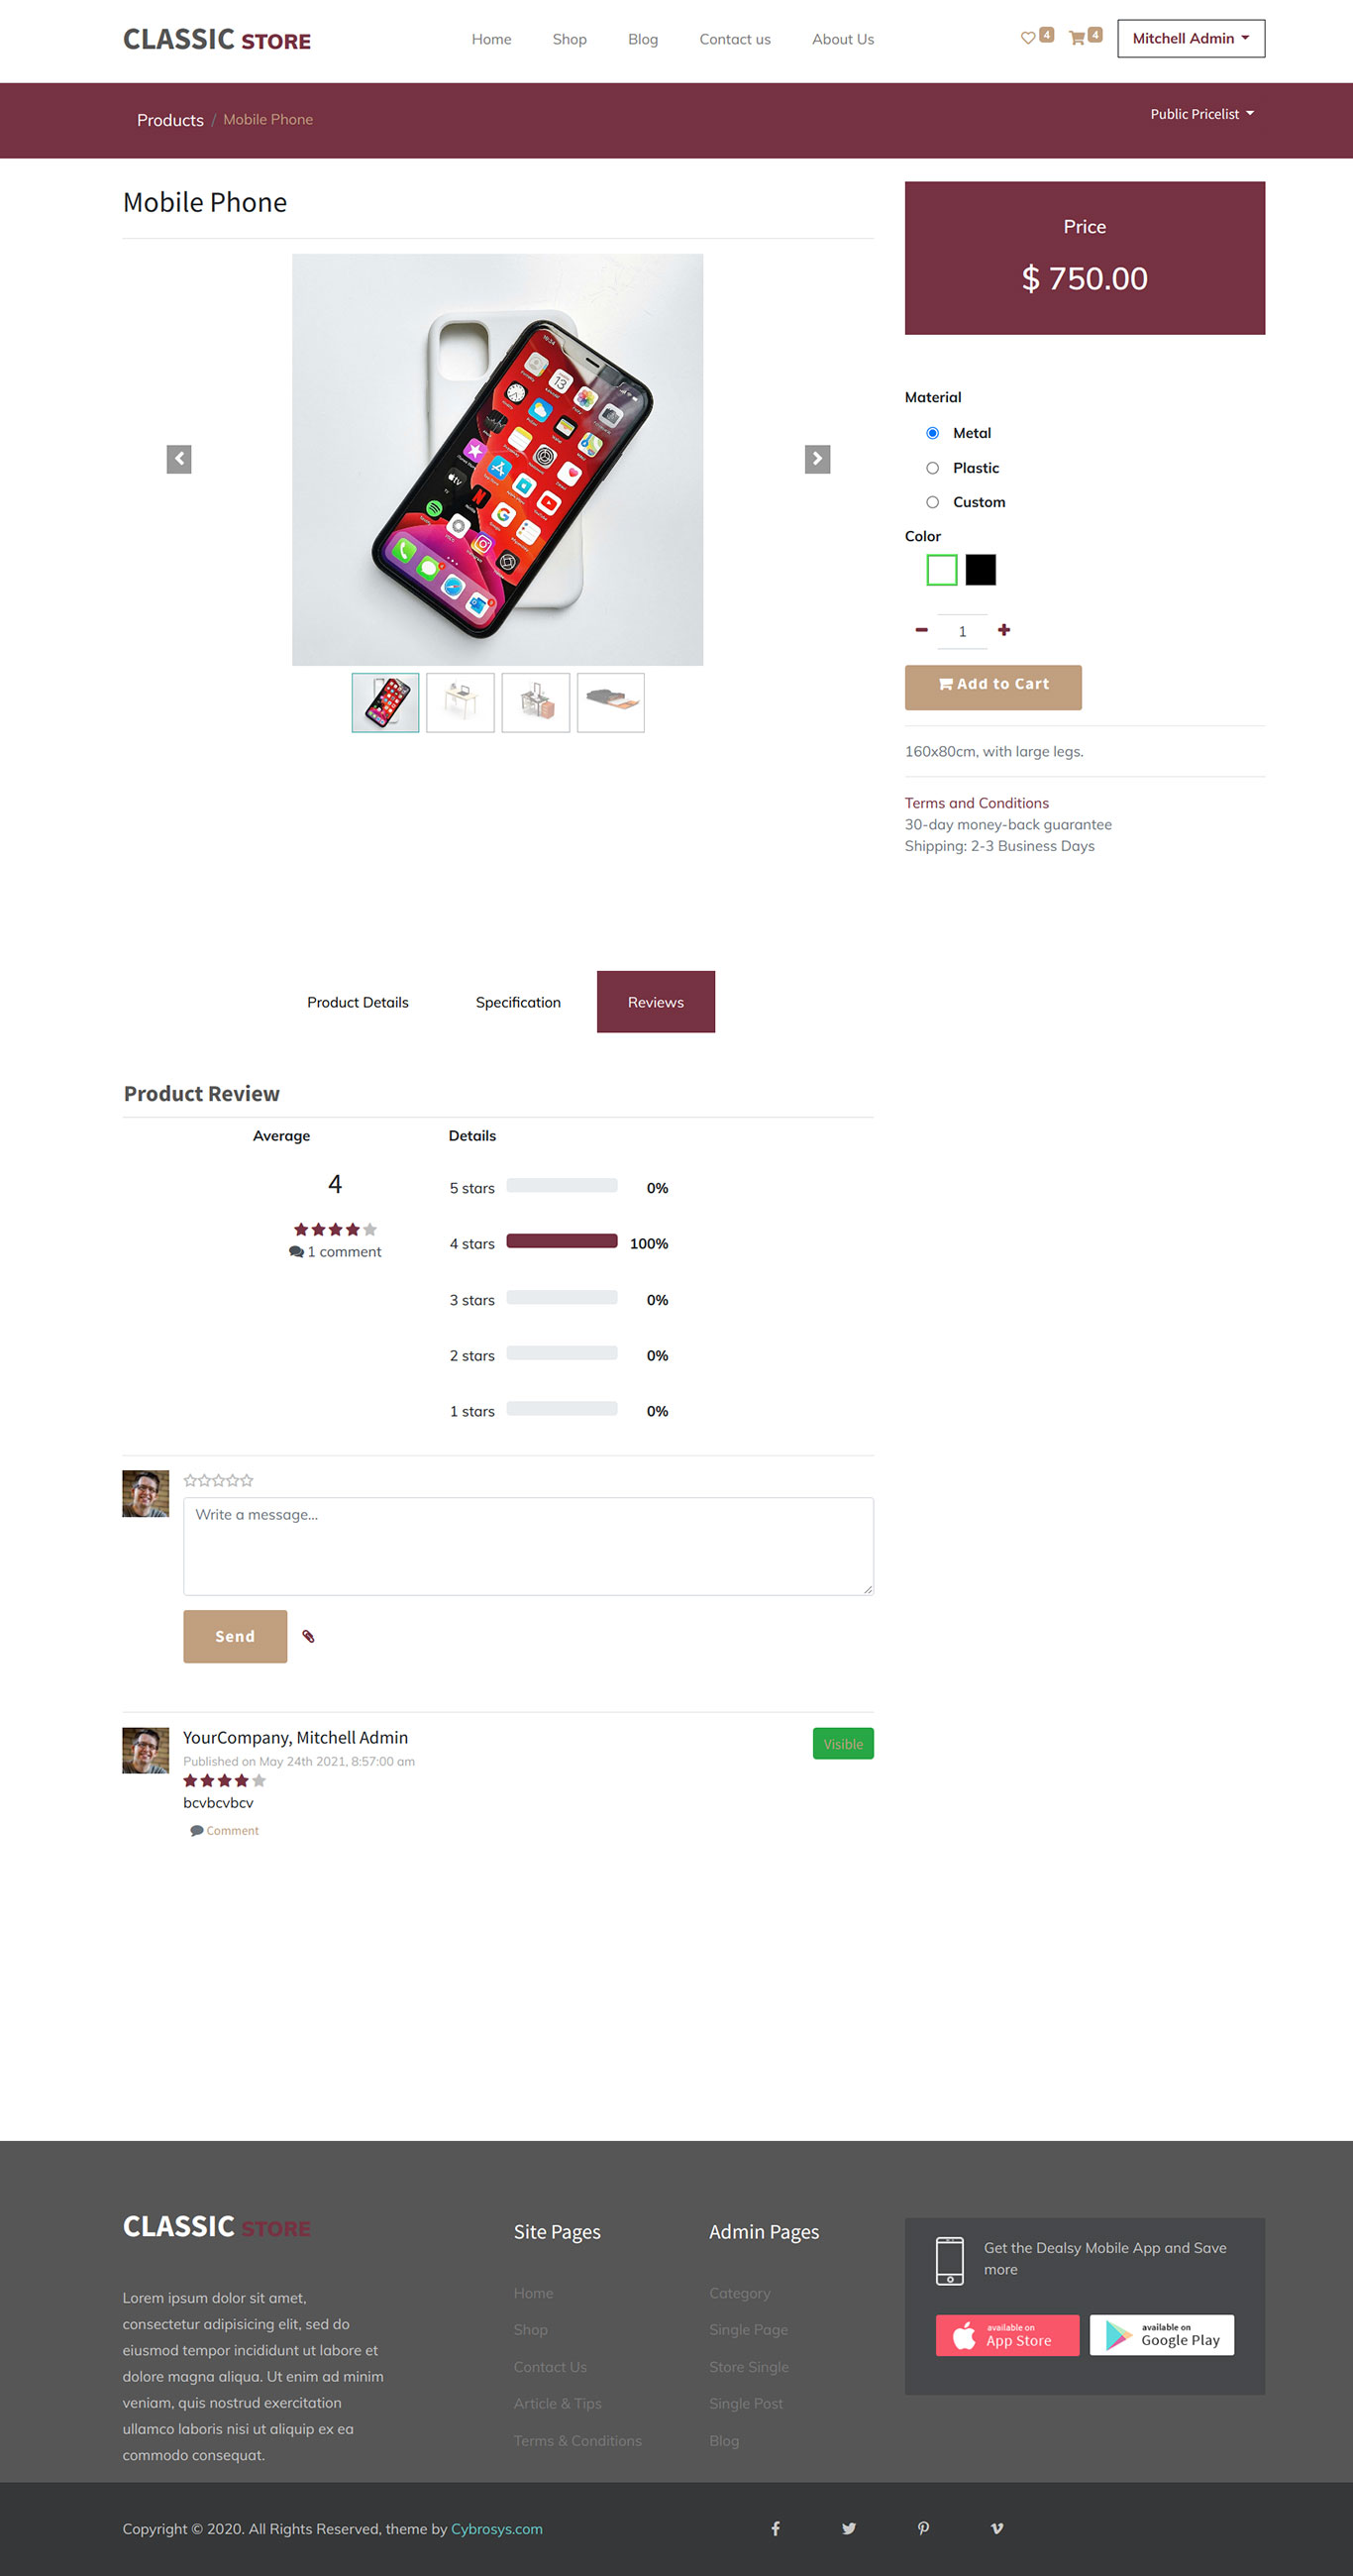 CLASSIC STORE
Home Shop Blog Contact us About Us
4 4 Mitchell Admin
Products / Mobile Phone
Public Pricelist
Mobile Phone
Price
$ 750.00
Material
Metal
Plastic
Custom
Color
1
Add to Cart
160x80cm, with large legs.
Terms and Conditions
30-day money-back guarantee
Shipping: 2-3 Business Days
Product Details Specification Reviews
Product Review
Average Details
4
1 comment
5 stars 0%
4 stars 100%
3 stars 0%
2 stars 0%
1 stars 0%
Write a message...
Send
YourCompany, Mitchell Admin
Visible
Published on May 24th 2021, 8:57:00 am
bcvbcvbcv
Comment
CLASSIC STORE
Lorem ipsum dolor sit amet,
consectetur adipisicing elit, sed do
eiusmod tempor incididunt ut labore et
dolore magna aliqua. Ut enim ad minim
veniam, quis nostrud exercitation
ullamco laboris nisi ut aliquip ex ea
commodo consequat.
Site Pages
Home
Shop
Contact Us
Article & Tips
Terms & Conditions
Admin Pages
Category
Single Page
Store Single
Single Post
Blog
Get the Dealsy Mobile App and Save
more
available on
App Store
available on
Google Play
Copyright © 2020. All Rights Reserved, theme by Cybrosys.com